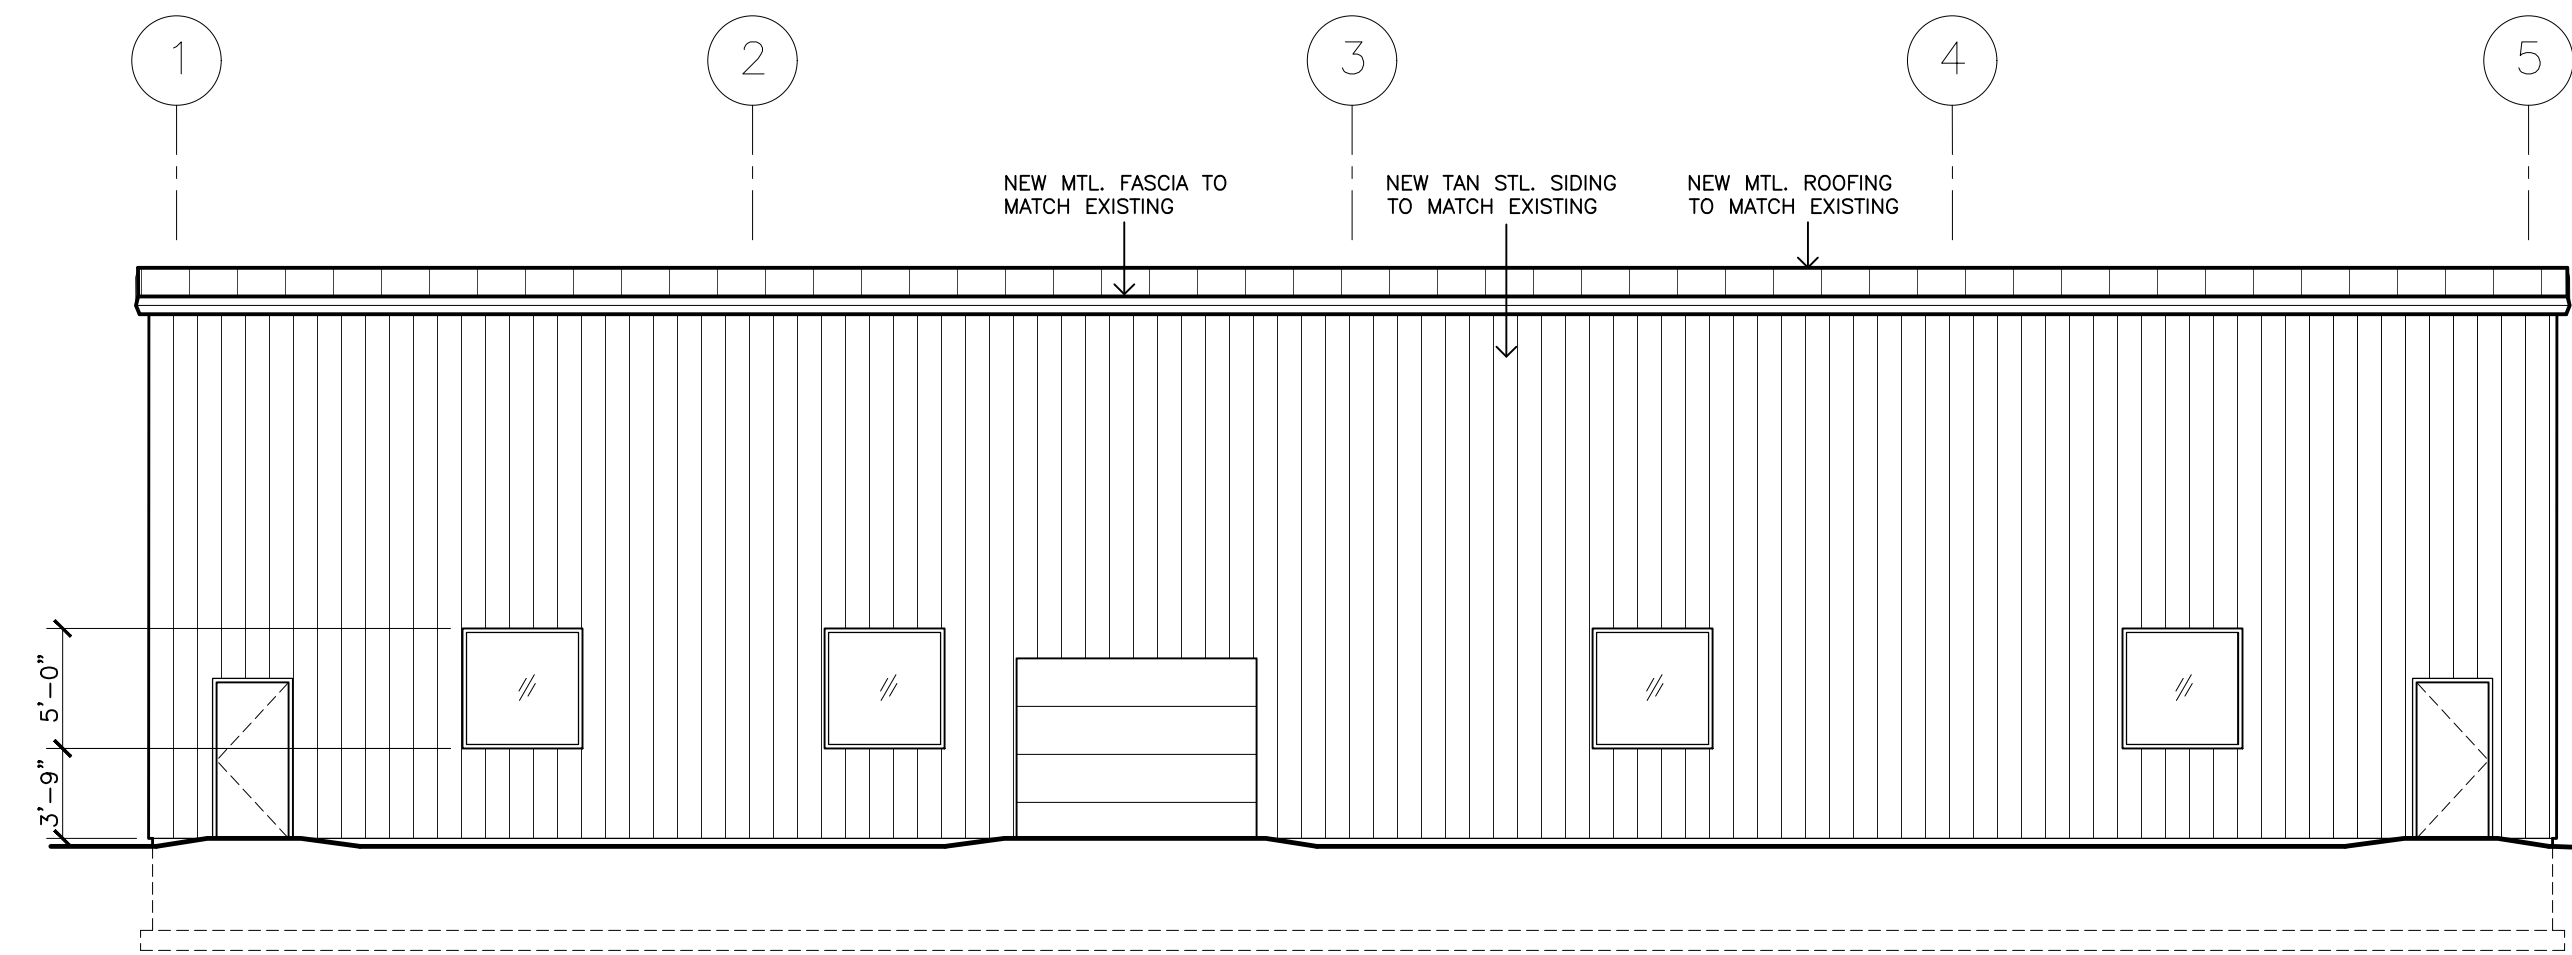 1
2
3
4
5
NEW MTL. FASCIA TO
MATCH EXISTING
NEW TAN STL. SIDING
TO MATCH EXISTING
NEW MTL. ROOFING
TO MATCH EXISTING
5'-0"
3'-9"